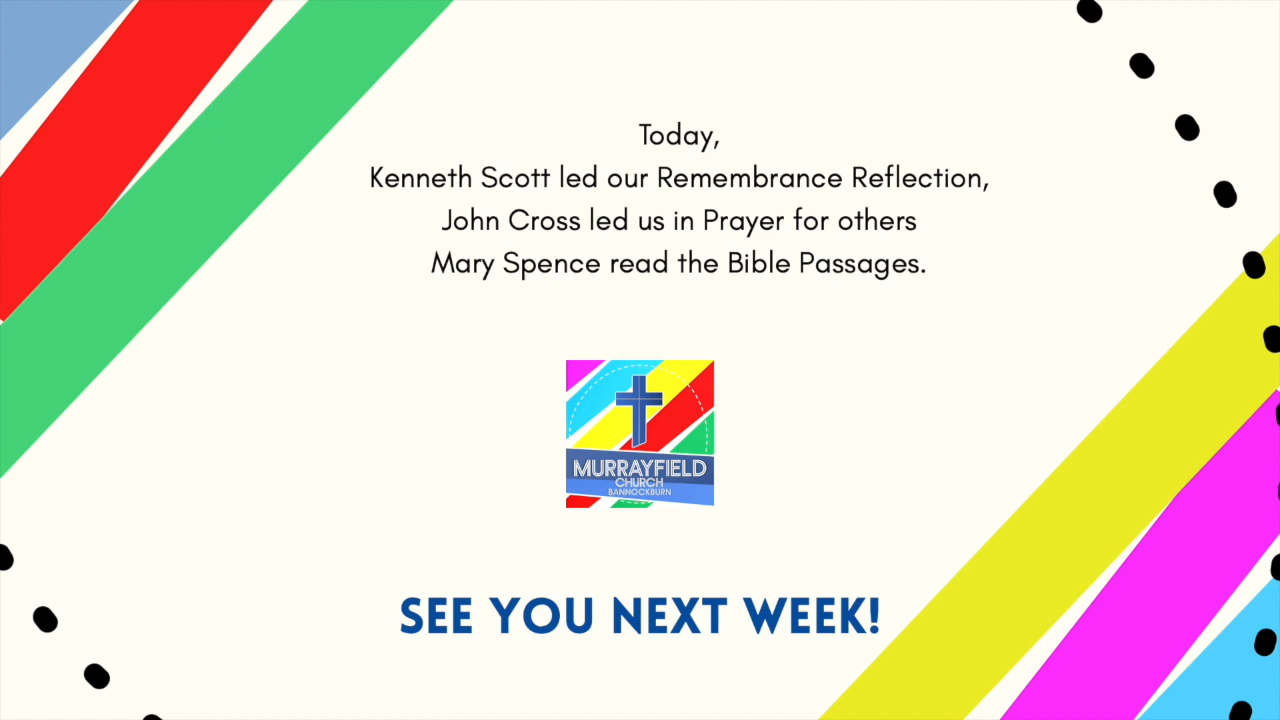 Today,
Kenneth Scott led our Remembrance Reflection,
John Cross led us in Prayer for others
Mary Spence read the Bible Passages.
MURRAYFIELD
CHURCH
BANNOCKBURN
SEE YOU NEXT WEEK!